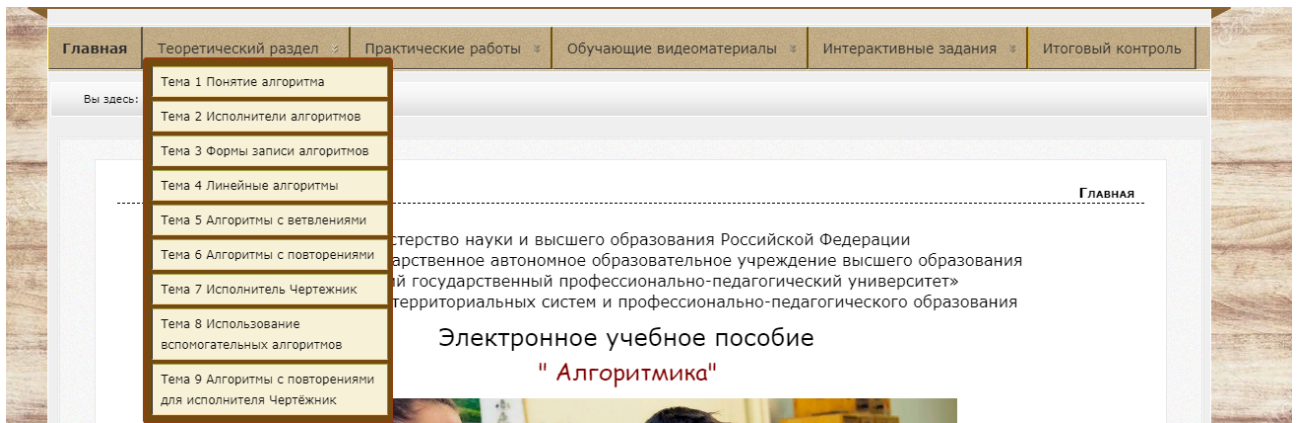 Главная Теоретический раздел Практические работы Обучающие видеоматериалы Интерактивные задания Итоговый контроль
Вы здесь:
Тема 1 Понятие алгоритма
Тема 2 Исполнители алгоритмов
Тема 3 Формы записи алгоритмов
Тема 4 Линейные алгоритмы
Тема 5 Алгоритмы с ветвлениями
Тема 6 Алгоритмы с повторениями
Тема 7 Исполнитель Чертежник
Тема 8 Использование
вспомогательных алгоритмов
Тема 9 Алгоритмы с повторениями
для исполнителя Чертёжник
Главная
стерство науки и высшего образования Российской Федерации
арственное автономное образовательное учреждение высшего образования
й государственный профессионально-педагогический университет»
территориальных систем и профессионально-педагогического образования
Электронное учебное пособие
" Алгоритмика"